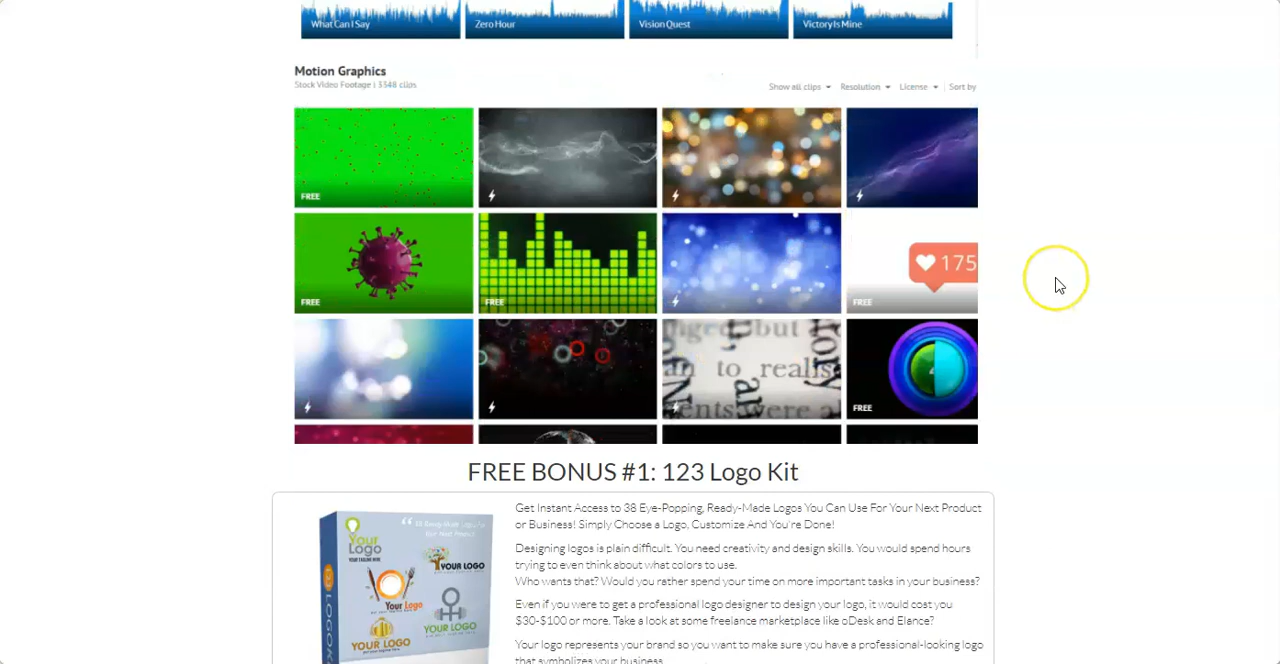 What Can I Say
Zero Hour
Vision Quest
Victory Is Mine
Motion Graphics
Stock Video Footage | 3348 clips
Show all clips
Resolution
License
Sort by
FREE
FREE
FREE
175
FREE
to realis
FREE
FREE BONUS #1: 123 Logo Kit
Get Instant Access to 38 Eye-Popping, Ready-Made Logos You Can Use For Your Next Product
or Business! Simply Choose a Logo, Customize And You're Done!
Designing logos is plain difficult. You need creativity and design skills. You would spend hours
trying to even think about what colors to use.
Who wants that? Would you rather spend your time on more important tasks in your business?
Even if you were to get a professional logo designer to design your logo, it would cost you
$30-$100 or more. Take a look at some freelance marketplace like oDesk and Elance?
Your logo represents your brand so you want to make sure you have a professional-looking logo
that symbolizes your business.
Your
Logo
YOUR LOGO
Your Logo
YOUR LOGO
YOUR LOGO